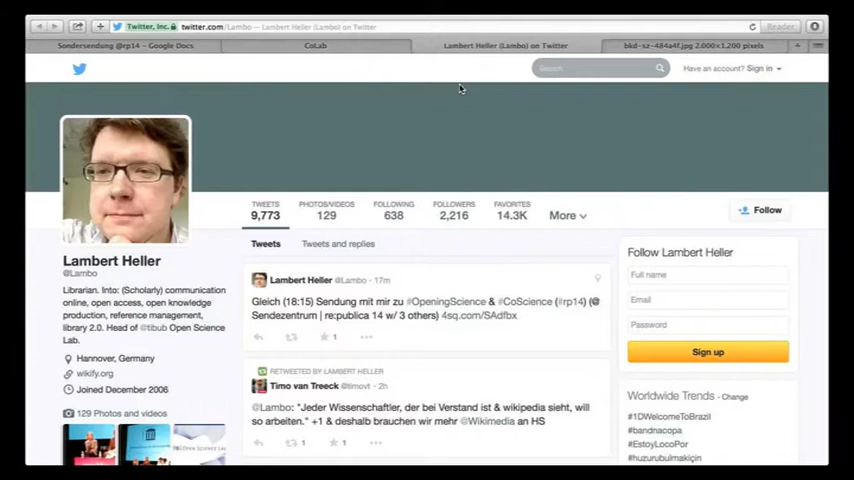 Twitter, Inc. twitter.com/Lambo — Lambert Heller (Lambo) on Twitter
Reader
Sondersendung @rp14 – Google Docs
CoLab
Lambert Heller (Lambo) on Twitter
bkd-sz-484a4f.jpg 2.000×1.200 pixels
Search
Have an account? Sign in
TWEETS PHOTOS/VIDEOS FOLLOWING FOLLOWERS FAVORITES
9,773 129 638 2,216 14.3K More
Follow
Lambert Heller
@Lambo
Librarian. Into: (Scholarly) communication
online, open access, open knowledge
production, reference management,
library 2.0. Head of @tibub Open Science
Lab.
Hannover, Germany
wikify.org
Joined December 2006
129 Photos and videos
Tweets Tweets and replies
Lambert Heller @Lambo · 17m
Gleich (18:15) Sendung mit mir zu #OpeningScience & #CoScience (#rp14) (@
Sendezentrum | re:publica 14 w/ 3 others) 4sq.com/SAdfbx
1
RETWEETED BY LAMBERT HELLER
Timo van Treeck @timovt · 2h
@Lambo: "Jeder Wissenschaftler, der bei Verstand ist & wikipedia sieht, will
so arbeiten." +1 & deshalb brauchen wir mehr @Wikimedia an HS
1 1
Follow Lambert Heller
Full name
Email
Password
Sign up
Worldwide Trends · Change
#1DWelcomeToBrazil
#bandnacopa
#EstoyLocoPor
#huzurubulmakiçin